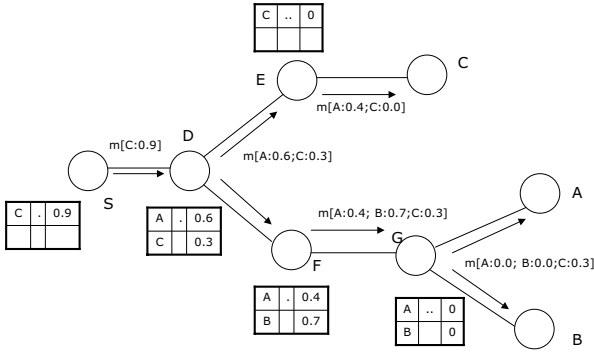 C .. 0
E
C
m[A:0.4;C:0.0]
D
m[C:0.9]
m[A:0.6;C:0.3]
S
C . 0.9
A . 0.6
C 0.3
A
m[A:0.4; B:0.7;C:0.3]
G
F
m[A:0.0; B:0.0;C:0.3]
A . 0.4
B 0.7
A .. 0
B 0
B